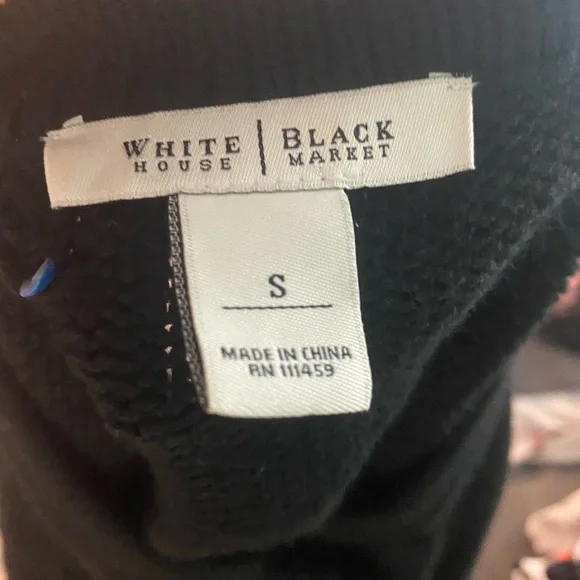 WHITE | BLACK
HOUSE | MARKET
S
MADE IN CHINA
RN 111459